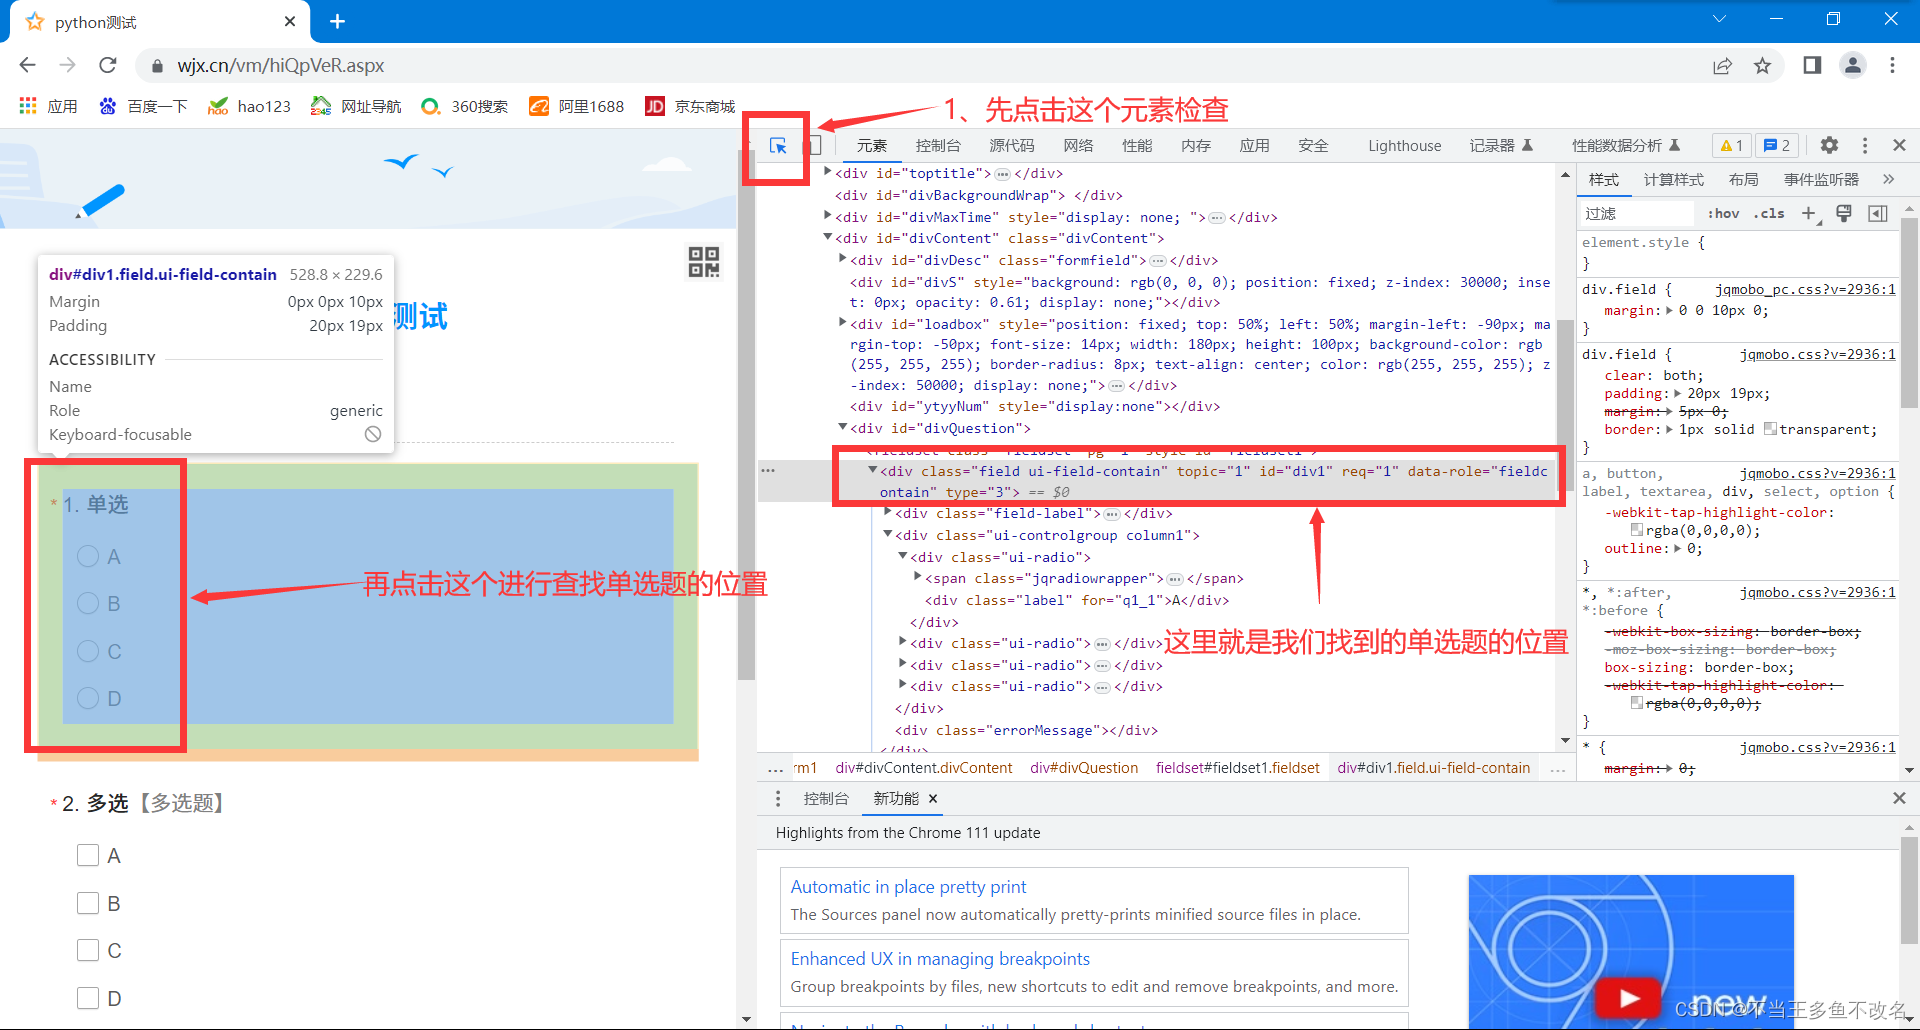 python测试
wjx.cn/vm/hiQpVeR.aspx
应用 百度一下 hao123 网址导航 360搜索 阿里1688 京东商城
1、先点击这个元素检查
元素 控制台 源代码 网络 性能 内存 应用 安全 Lighthouse 记录器 性能数据分析 1 2
div#div1.field.ui-field-contain 528.8 × 229.6
Margin 0px 0px 10px
Padding 20px 19px
ACCESSIBILITY
Name
Role generic
Keyboard-focusable
测试
* 1. 单选
A
B
C
D
再点击这个进行查找单选题的位置
* 2. 多选【多选题】
A
B
C
D
<div id="toptitle">…</div>
<div id="divBackgroundWrap"> </div>
<div id="divMaxTime" style="display: none; ">…</div>
<div id="divContent" class="divContent">
<div id="divDesc" class="formfield">…</div>
<div id="divS" style="background: rgb(0, 0, 0); position: fixed; z-index: 30000; inse
t: 0px; opacity: 0.61; display: none;"></div>
<div id="loadbox" style="position: fixed; top: 50%; left: 50%; margin-left: -90px; ma
rgin-top: -50px; font-size: 14px; width: 180px; height: 100px; background-color: rgb
(255, 255, 255); border-radius: 8px; text-align: center; color: rgb(255, 255, 255); z
-index: 50000; display: none;">…</div>
<div id="ytyyNum" style="display:none"></div>
<div id="divQuestion">
<div class="field ui-field-contain" topic="1" id="div1" req="1" data-role="fieldc
ontain" type="3"> == $0
<div class="field-label">…</div>
<div class="ui-controlgroup column1">
<div class="ui-radio">
<span class="jqradiowrapper">…</span>
<div class="label" for="q1_1">A</div>
</div>
<div class="ui-radio">…</div>
<div class="ui-radio">…</div>
<div class="ui-radio">…</div>
</div>
<div class="errorMessage"></div>
</div>
这里就是我们找到的单选题的位置
... rm1 div#divContent.divContent div#divQuestion fieldset#fieldset1.fieldset div#div1.field.ui-field-contain ...
样式 计算样式 布局 事件监听器 »
过滤 :hov .cls +
element.style {
}
div.field { jqmobo_pc.css?v=2936:1
margin: 0 0 10px 0;
}
div.field { jqmobo.css?v=2936:1
clear: both;
padding: 20px 19px;
margin: 5px 0;
border: 1px solid transparent;
}
a, button, jqmobo.css?v=2936:1
label, textarea, div, select, option {
-webkit-tap-highlight-color:
rgba(0,0,0,0);
outline: 0;
}
*, *:after, jqmobo.css?v=2936:1
*:before {
-webkit-box-sizing: border-box;
-moz-box-sizing: border-box;
box-sizing: border-box;
-webkit-tap-highlight-color:
rgba(0,0,0,0);
}
* { jqmobo.css?v=2936:1
margin: 0;
控制台 新功能 ×
Highlights from the Chrome 111 update
Automatic in place pretty print
The Sources panel now automatically pretty-prints minified source files in place.
Enhanced UX in managing breakpoints
Group breakpoints by files, new shortcuts to edit and remove breakpoints, and more.
new
CSDN @不当王多鱼不改名